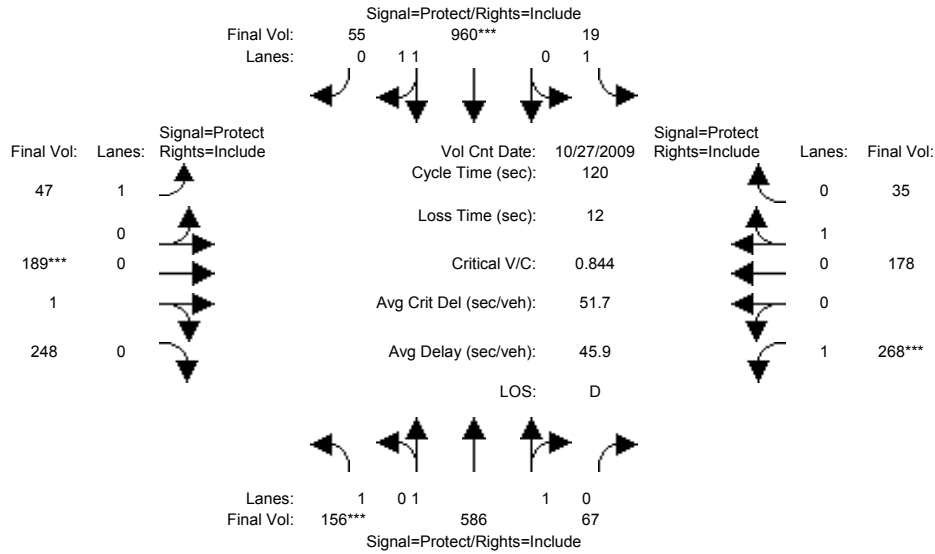 Signal=Protect/Rights=Include
Final Vol: 55 960*** 19
Lanes: 0 1 1 0 1
Signal=Protect Signal=Protect
Final Vol: Lanes: Rights=Include Vol Cnt Date: 10/27/2009 Rights=Include Lanes: Final Vol:
Cycle Time (sec): 120
47 1 0 35
Loss Time (sec): 12
0 1
189*** 0 Critical V/C: 0.844 0 178
1 Avg Crit Del (sec/veh): 51.7 0
248 0 Avg Delay (sec/veh): 45.9 1 268***
LOS: D
Lanes: 1 0 1 1 0
Final Vol: 156*** 586 67
Signal=Protect/Rights=Include